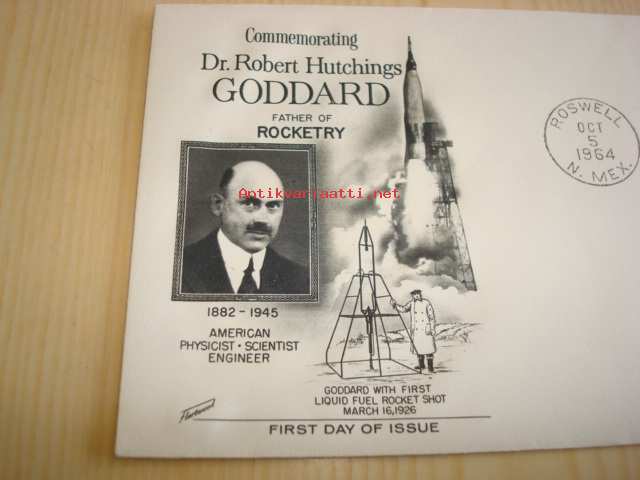 Commemorating
Dr. Robert Hutchings
GODDARD
FATHER OF
ROCKETRY
Antikvariaatti.net
1882 - 1945
AMERICAN
PHYSICIST • SCIENTIST
ENGINEER
GODDARD WITH FIRST
LIQUID FUEL ROCKET SHOT
MARCH 16, 1926
Fleetwood
FIRST DAY OF ISSUE
ROSWELL
OCT
5
1964
N. MEX.